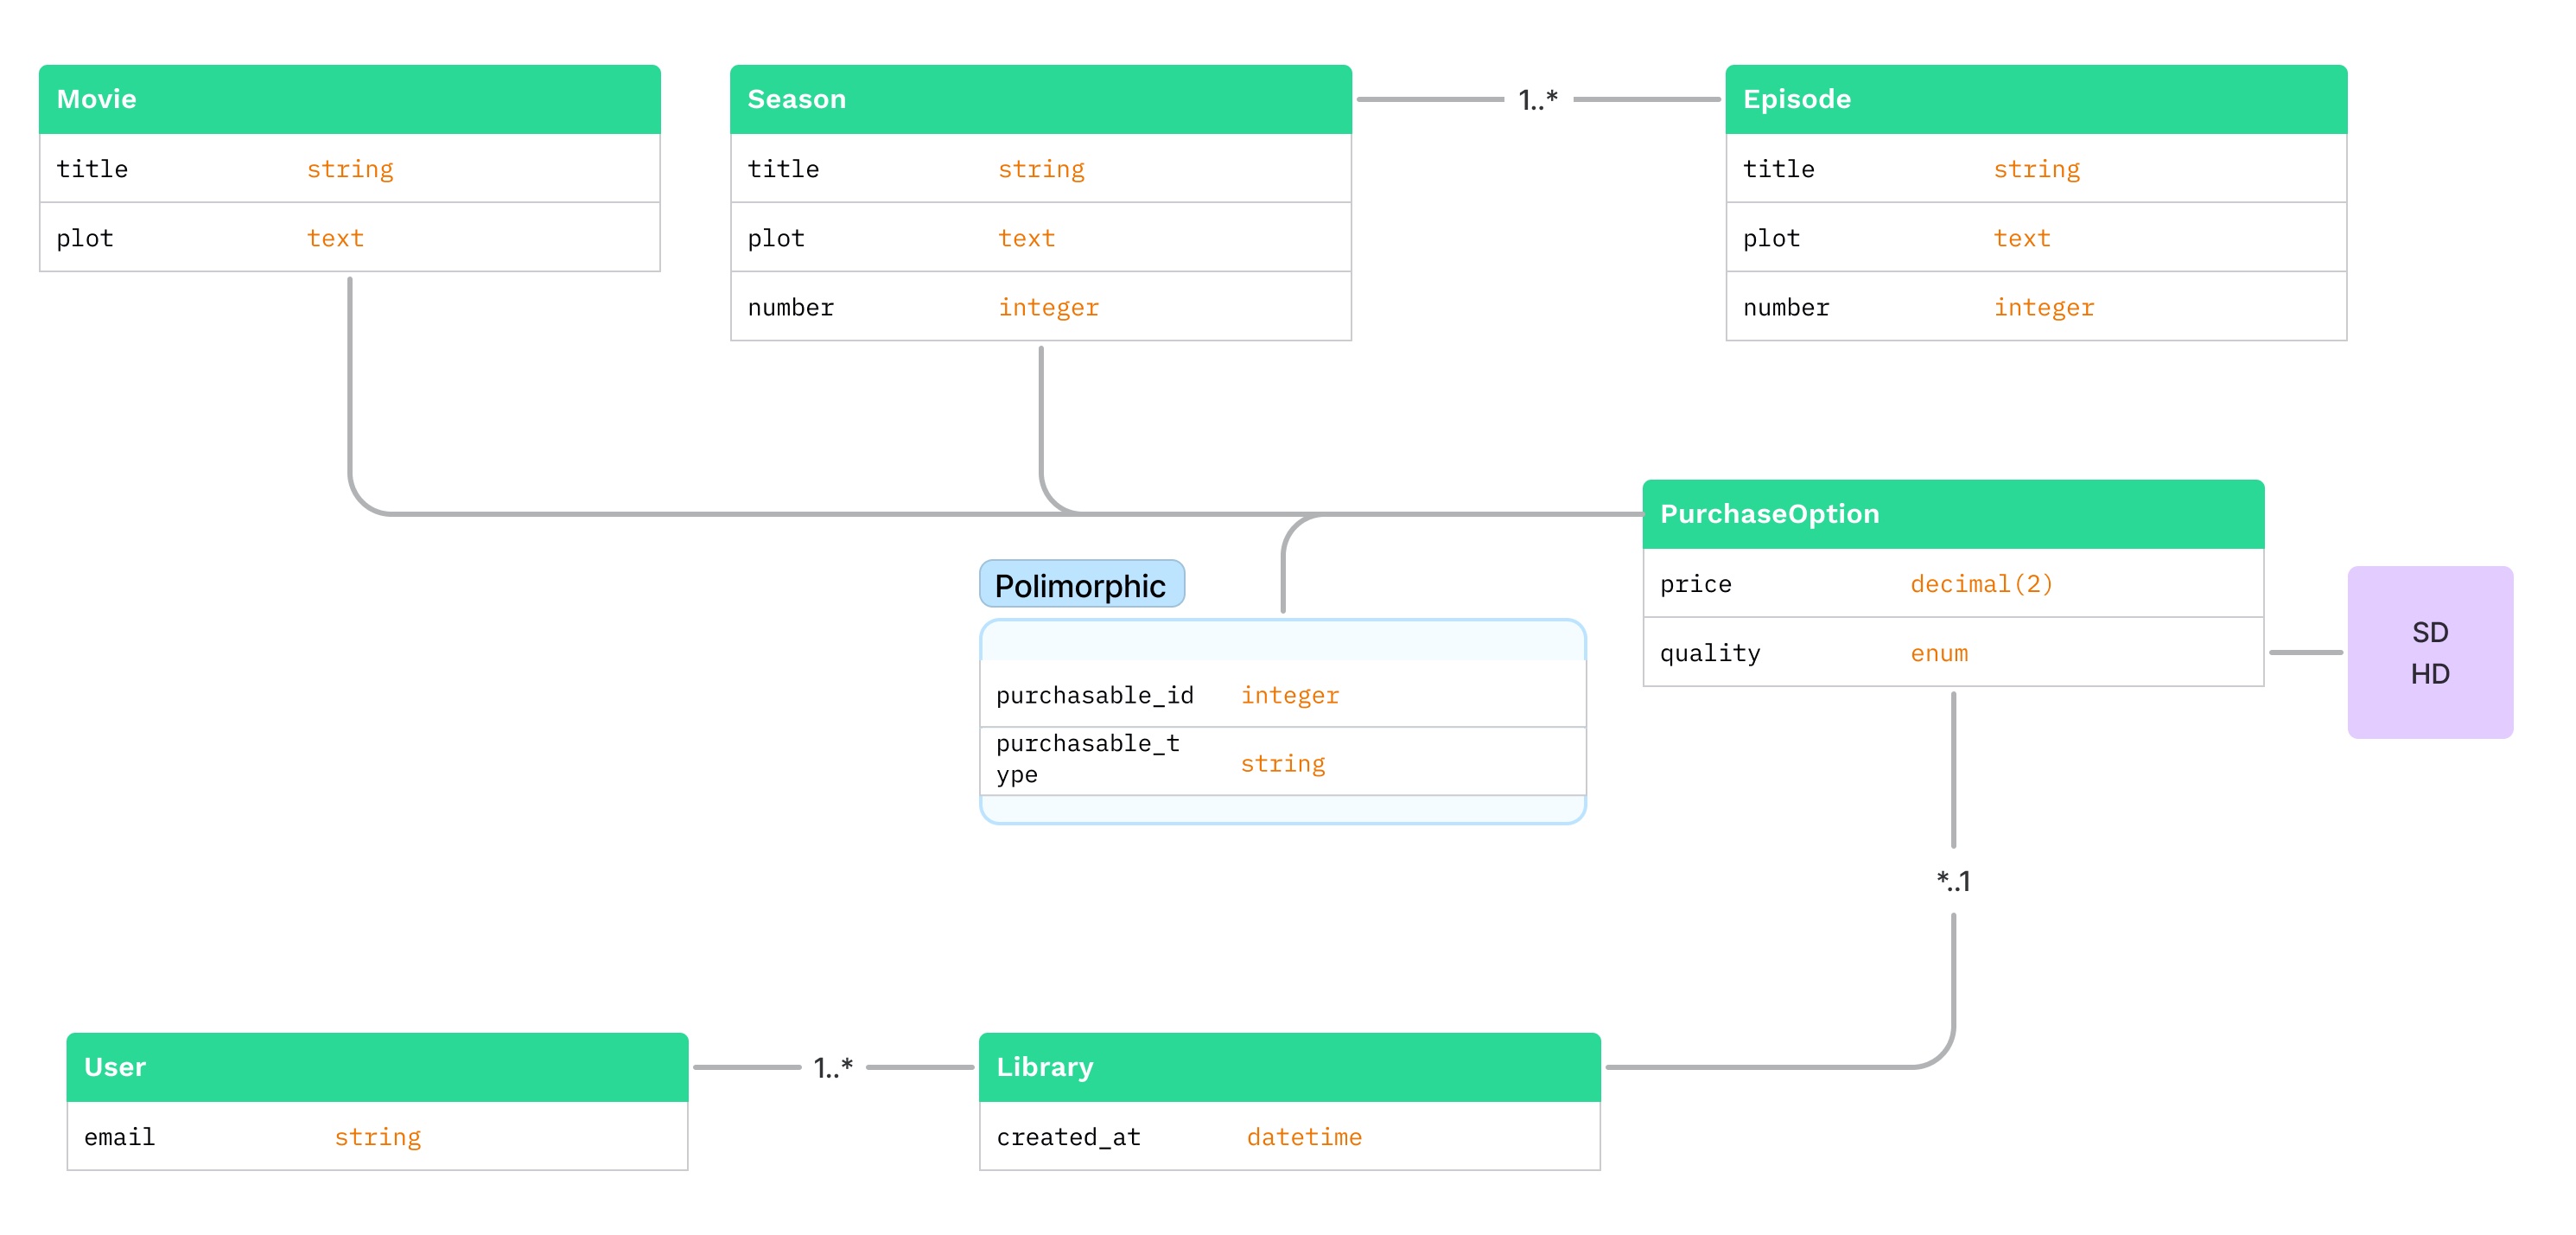 Movie
title string
plot text
Season
title string
plot text
number integer
1..*
Episode
title string
plot text
number integer
PurchaseOption
price decimal(2)
quality enum
SD
HD
Polimorphic
purchasable_id integer
purchasable_t
ype string
*..1
User
email string
1..*
Library
created_at datetime